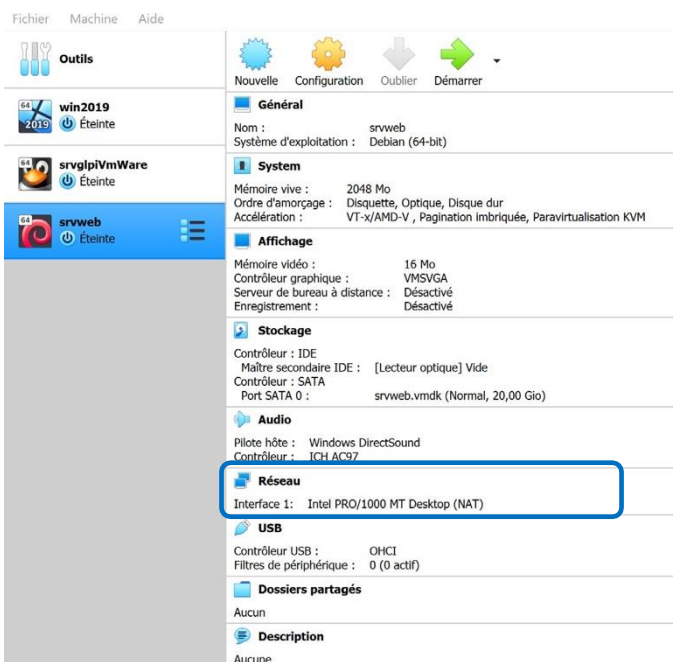 Fichier Machine Aide
Outils
64 2019 win2019
Éteinte
64 srvglpiVmWare
Éteinte
64 srvweb
Éteinte
Nouvelle Configuration Oublier Démarrer
Général
Nom : srvweb
Système d'exploitation : Debian (64-bit)
System
Mémoire vive : 2048 Mo
Ordre d'amorçage : Disquette, Optique, Disque dur
Accélération : VT-x/AMD-V , Pagination imbriquée, Paravirtualisation KVM
Affichage
Mémoire vidéo : 16 Mo
Contrôleur graphique : VMSVGA
Serveur de bureau à distance : Désactivé
Enregistrement : Désactivé
Stockage
Contrôleur : IDE
Maître secondaire IDE : [Lecteur optique] Vide
Contrôleur : SATA
Port SATA 0 : srvweb.vmdk (Normal, 20,00 Gio)
Audio
Pilote hôte : Windows DirectSound
Contrôleur : ICH AC97
Réseau
Interface 1: Intel PRO/1000 MT Desktop (NAT)
USB
Contrôleur USB : OHCI
Filtres de périphérique : 0 (0 actif)
Dossiers partagés
Aucun
Description
Aucune